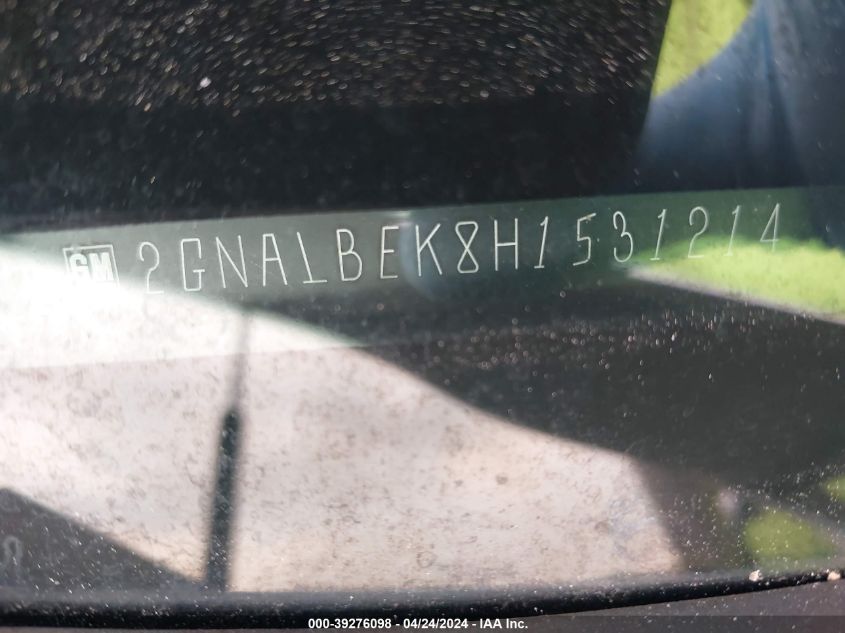 GM 2GNALBEK8H1531214
000-39276098 - 04/24/2024 - IAA Inc.